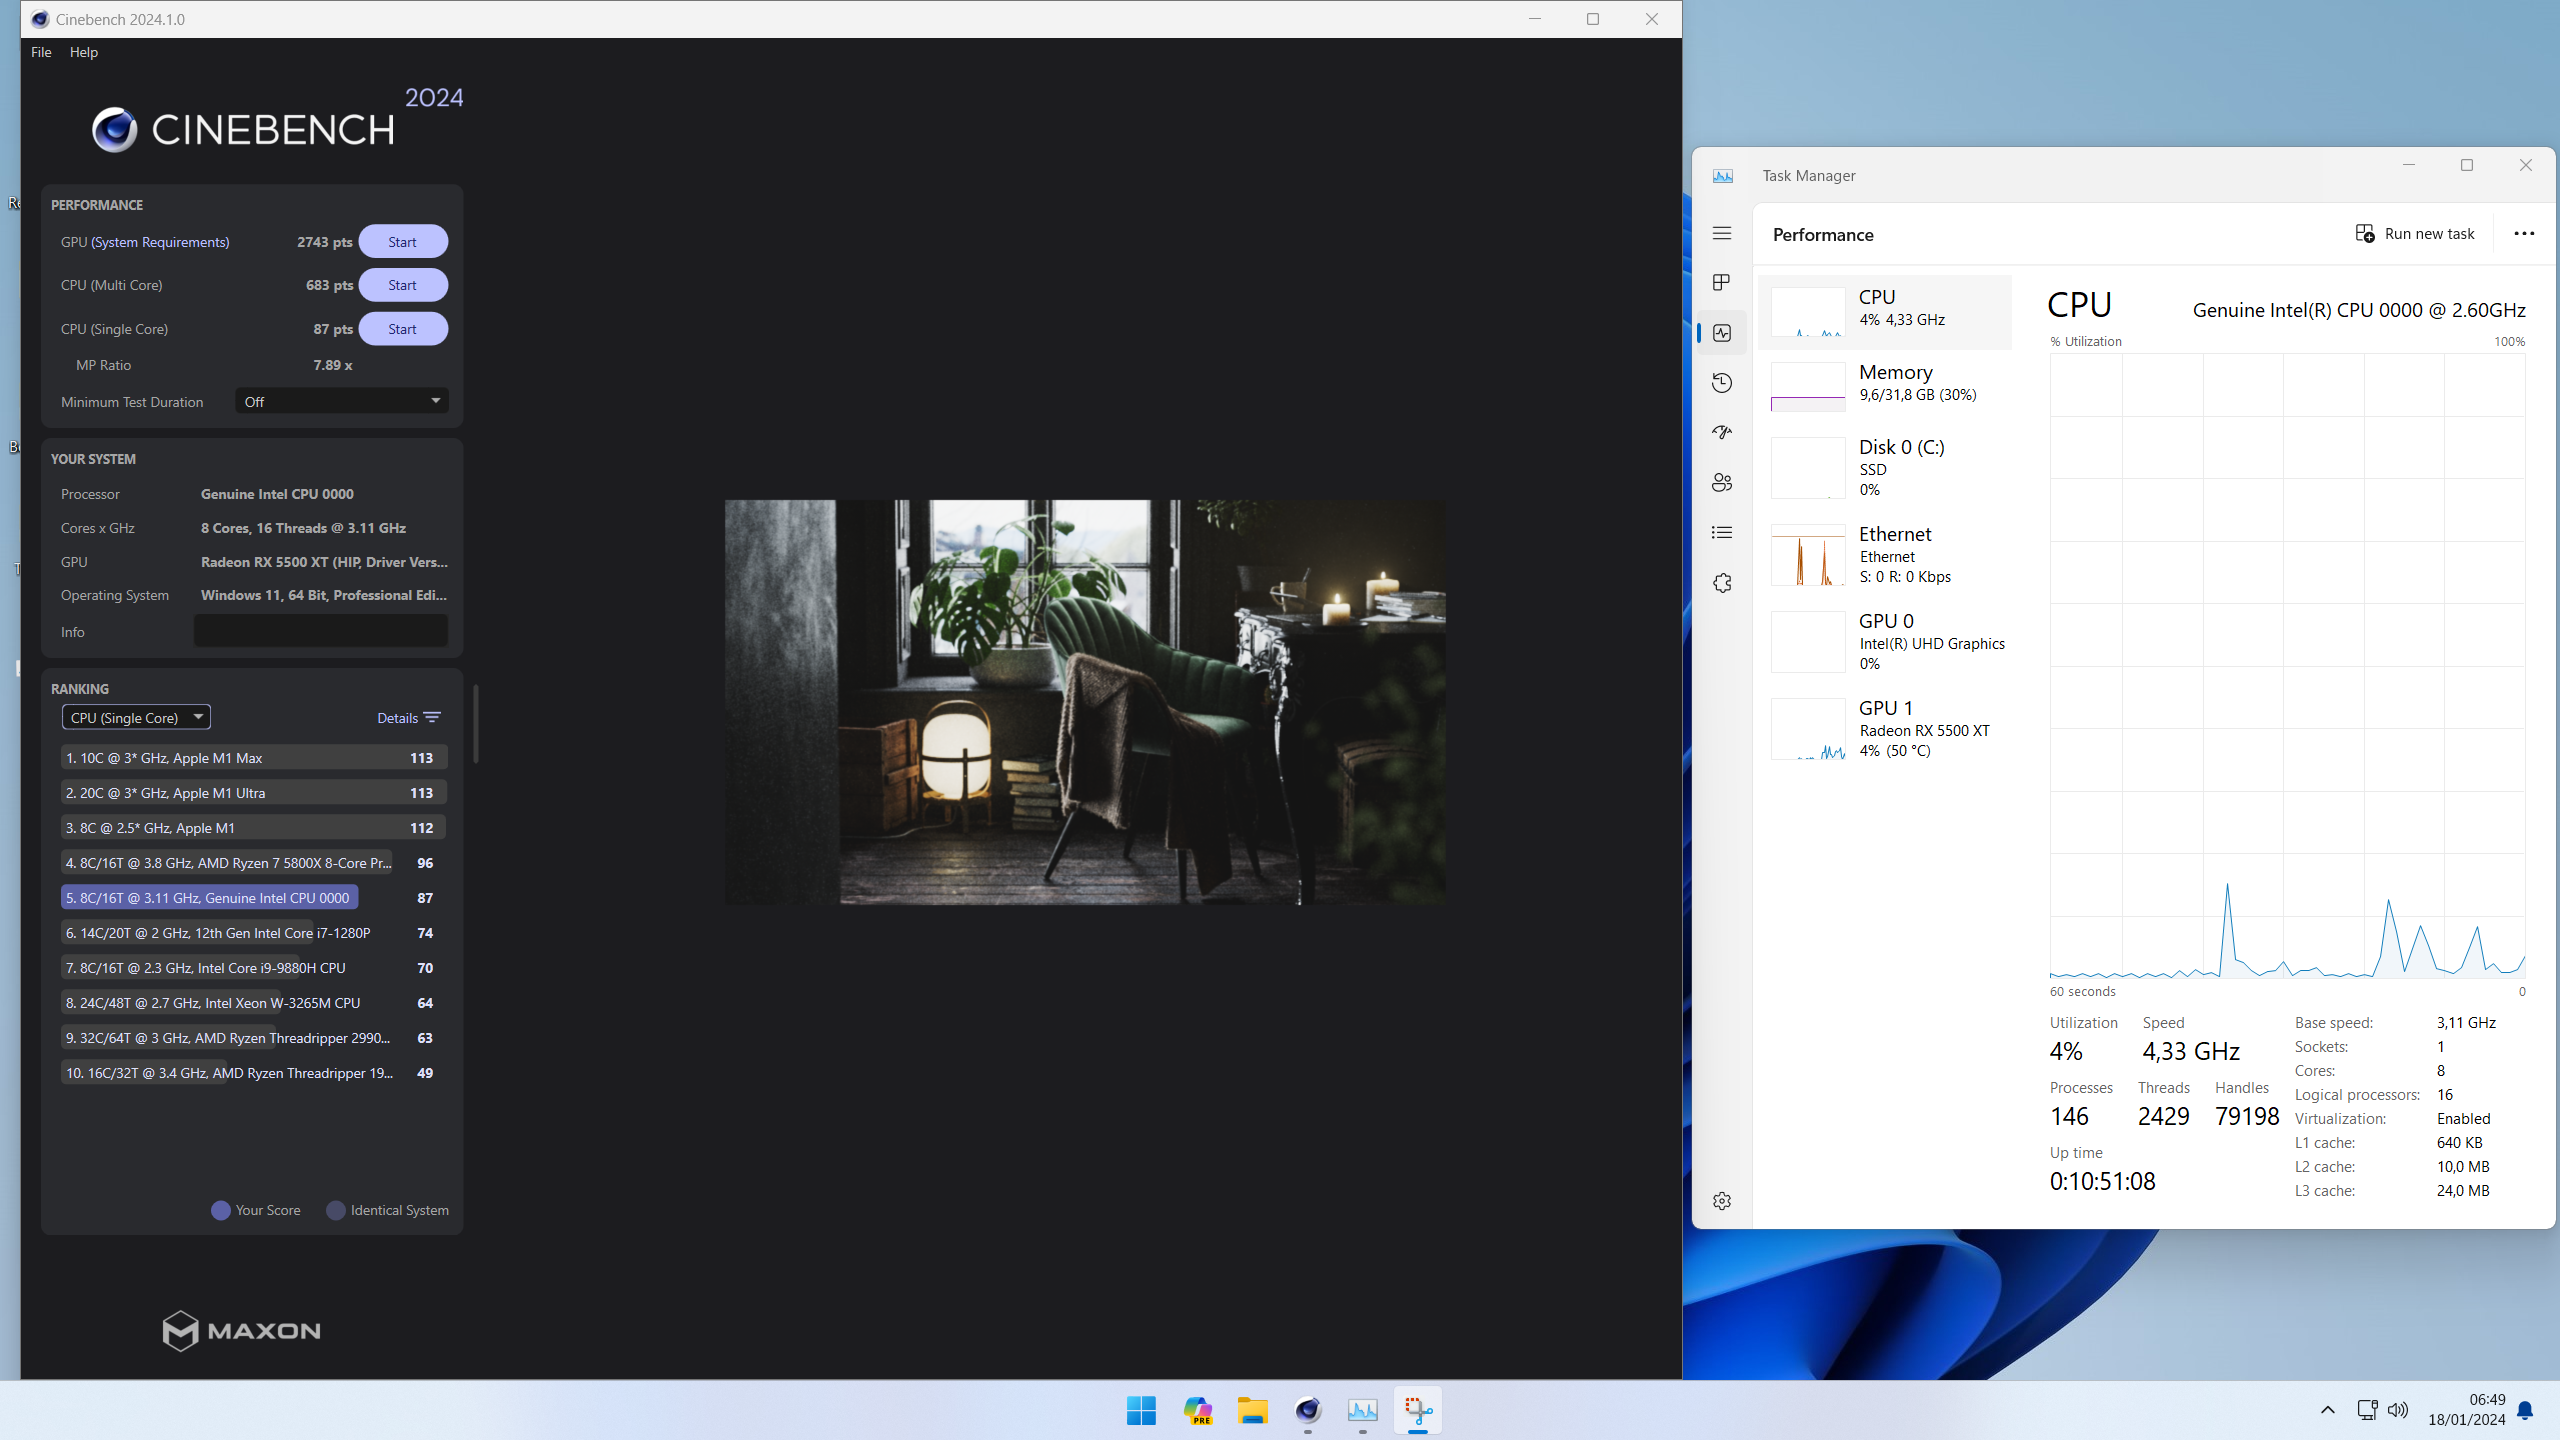 Cinebench 2024.1.0
File Help
CINEBENCH 2024
PERFORMANCE
GPU (System Requirements) 2743 pts Start
CPU (Multi Core) 683 pts Start
CPU (Single Core) 87 pts Start
MP Ratio 7.89 x
Minimum Test Duration Off
YOUR SYSTEM
Processor Genuine Intel CPU 0000
Cores x GHz 8 Cores, 16 Threads @ 3.11 GHz
GPU Radeon RX 5500 XT (HIP, Driver Vers...
Operating System Windows 11, 64 Bit, Professional Edi...
Info
RANKING
CPU (Single Core) Details
1. 10C @ 3* GHz, Apple M1 Max 113
2. 20C @ 3* GHz, Apple M1 Ultra 113
3. 8C @ 2.5* GHz, Apple M1 112
4. 8C/16T @ 3.8 GHz, AMD Ryzen 7 5800X 8-Core Pr... 96
5. 8C/16T @ 3.11 GHz, Genuine Intel CPU 0000 87
6. 14C/20T @ 2 GHz, 12th Gen Intel Core i7-1280P 74
7. 8C/16T @ 2.3 GHz, Intel Core i9-9880H CPU 70
8. 24C/48T @ 2.7 GHz, Intel Xeon W-3265M CPU 64
9. 32C/64T @ 3 GHz, AMD Ryzen Threadripper 2990... 63
10. 16C/32T @ 3.4 GHz, AMD Ryzen Threadripper 19... 49
Your Score Identical System
MAXON
Task Manager
Performance Run new task
CPU
4% 4,33 GHz
Memory
9,6/31,8 GB (30%)
Disk 0 (C:)
SSD
0%
Ethernet
Ethernet
S: 0 R: 0 Kbps
GPU 0
Intel(R) UHD Graphics
0%
GPU 1
Radeon RX 5500 XT
4% (50 °C)
CPU Genuine Intel(R) CPU 0000 @ 2.60GHz
% Utilization 100%
60 seconds 0
Utilization Speed
4% 4,33 GHz
Processes Threads Handles
146 2429 79198
Up time
0:10:51:08
Base speed: 3,11 GHz
Sockets: 1
Cores: 8
Logical processors: 16
Virtualization: Enabled
L1 cache: 640 KB
L2 cache: 10,0 MB
L3 cache: 24,0 MB
PRE
06:49
18/01/2024